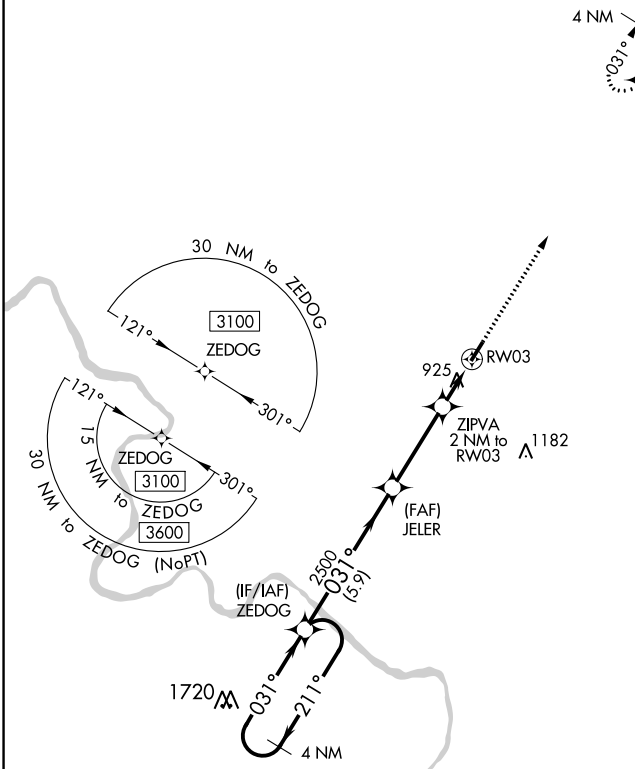 4 NM
031°
30 NM to ZEDOG
3100
121°
ZEDOG
301°
RW03
925
121°
ZIPVA
2 NM to
RW03
1182
ZEDOG
301°
15 NM to ZEDOG
3100
30 NM to ZEDOG (NoPT)
3600
(FAF)
JELER
2500
031°
(5.9)
(IF/IAF)
ZEDOG
1720
031°
211°
4 NM